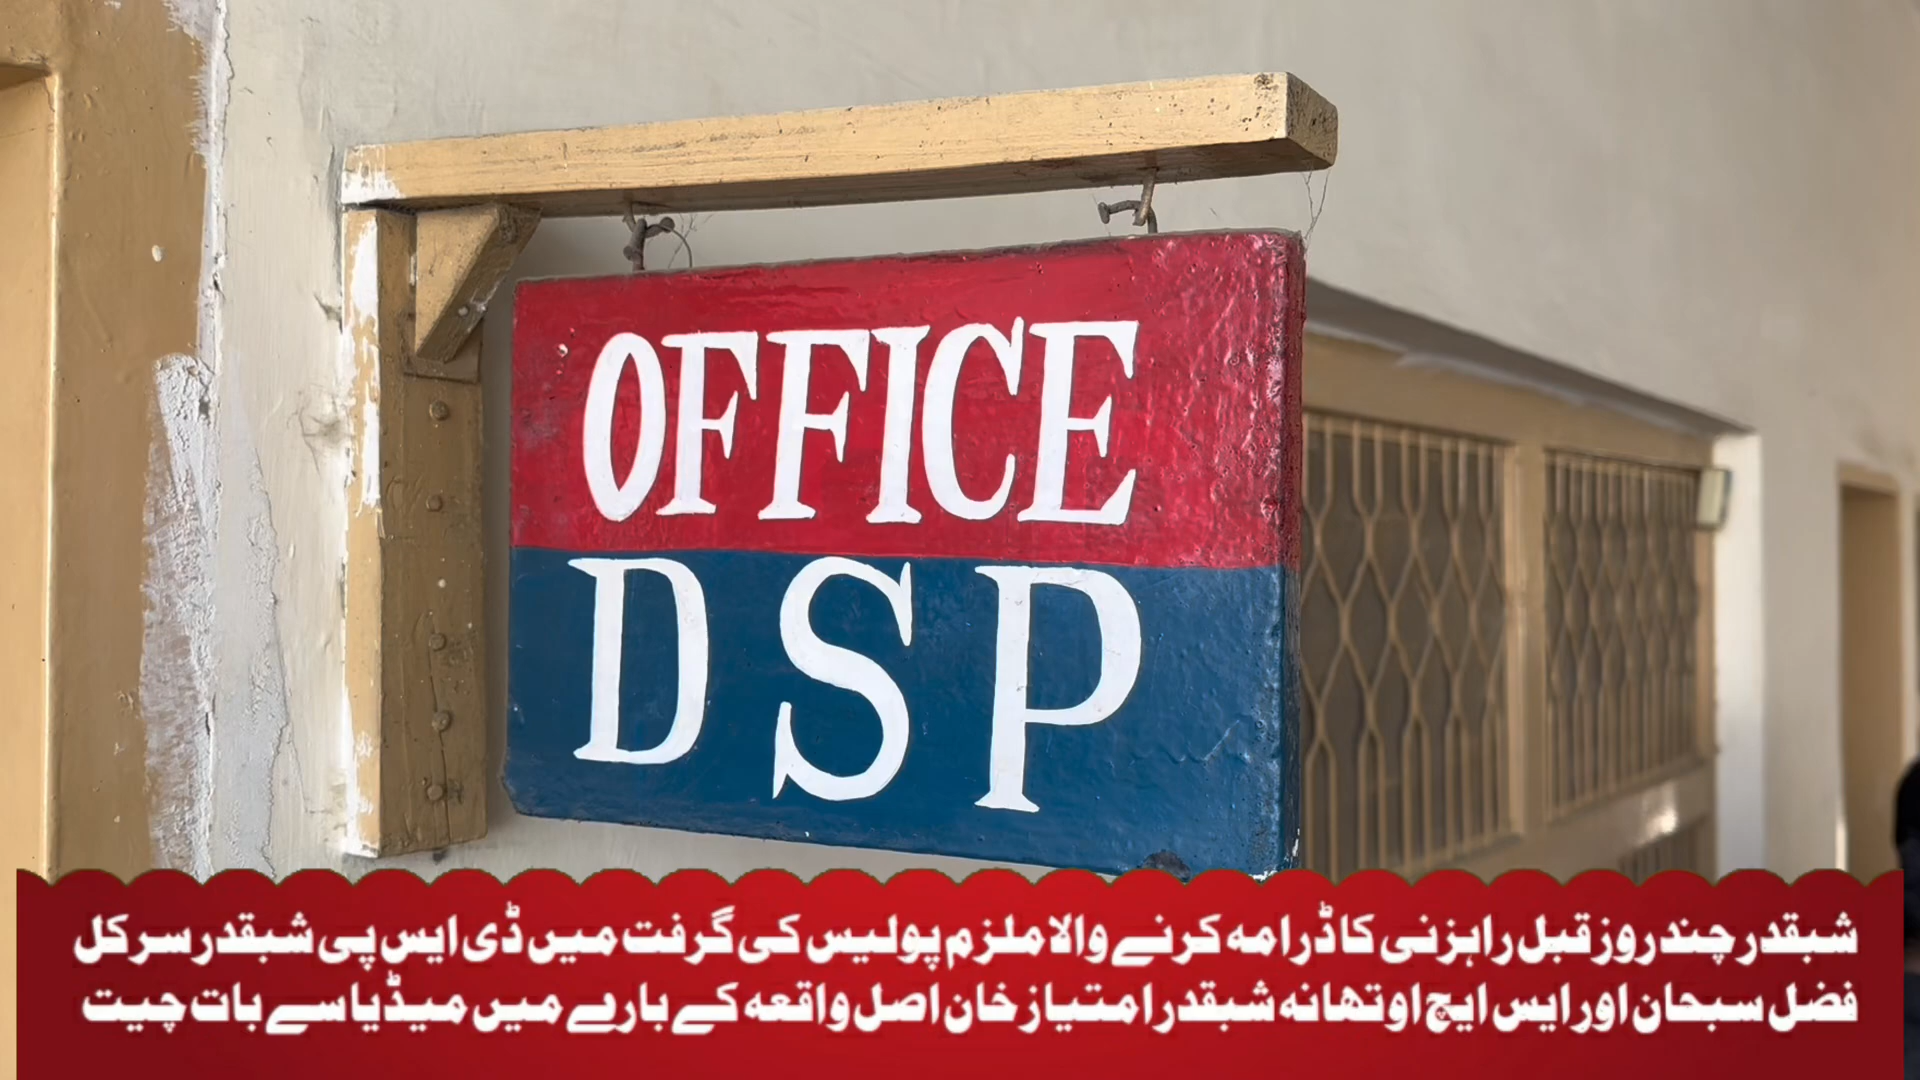 OFFICE
DSP
شبقدر چند روز قبل راہزنی کا ڈرامہ کرنے والا ملزم پولیس کی گرفت میں ڈی ایس پی شبقدر سرکل
فضل سبحان اور ایس ایچ او تھانہ شبقدر امتیاز خان اصل واقعہ کے بارے میں میڈیا سے بات چیت